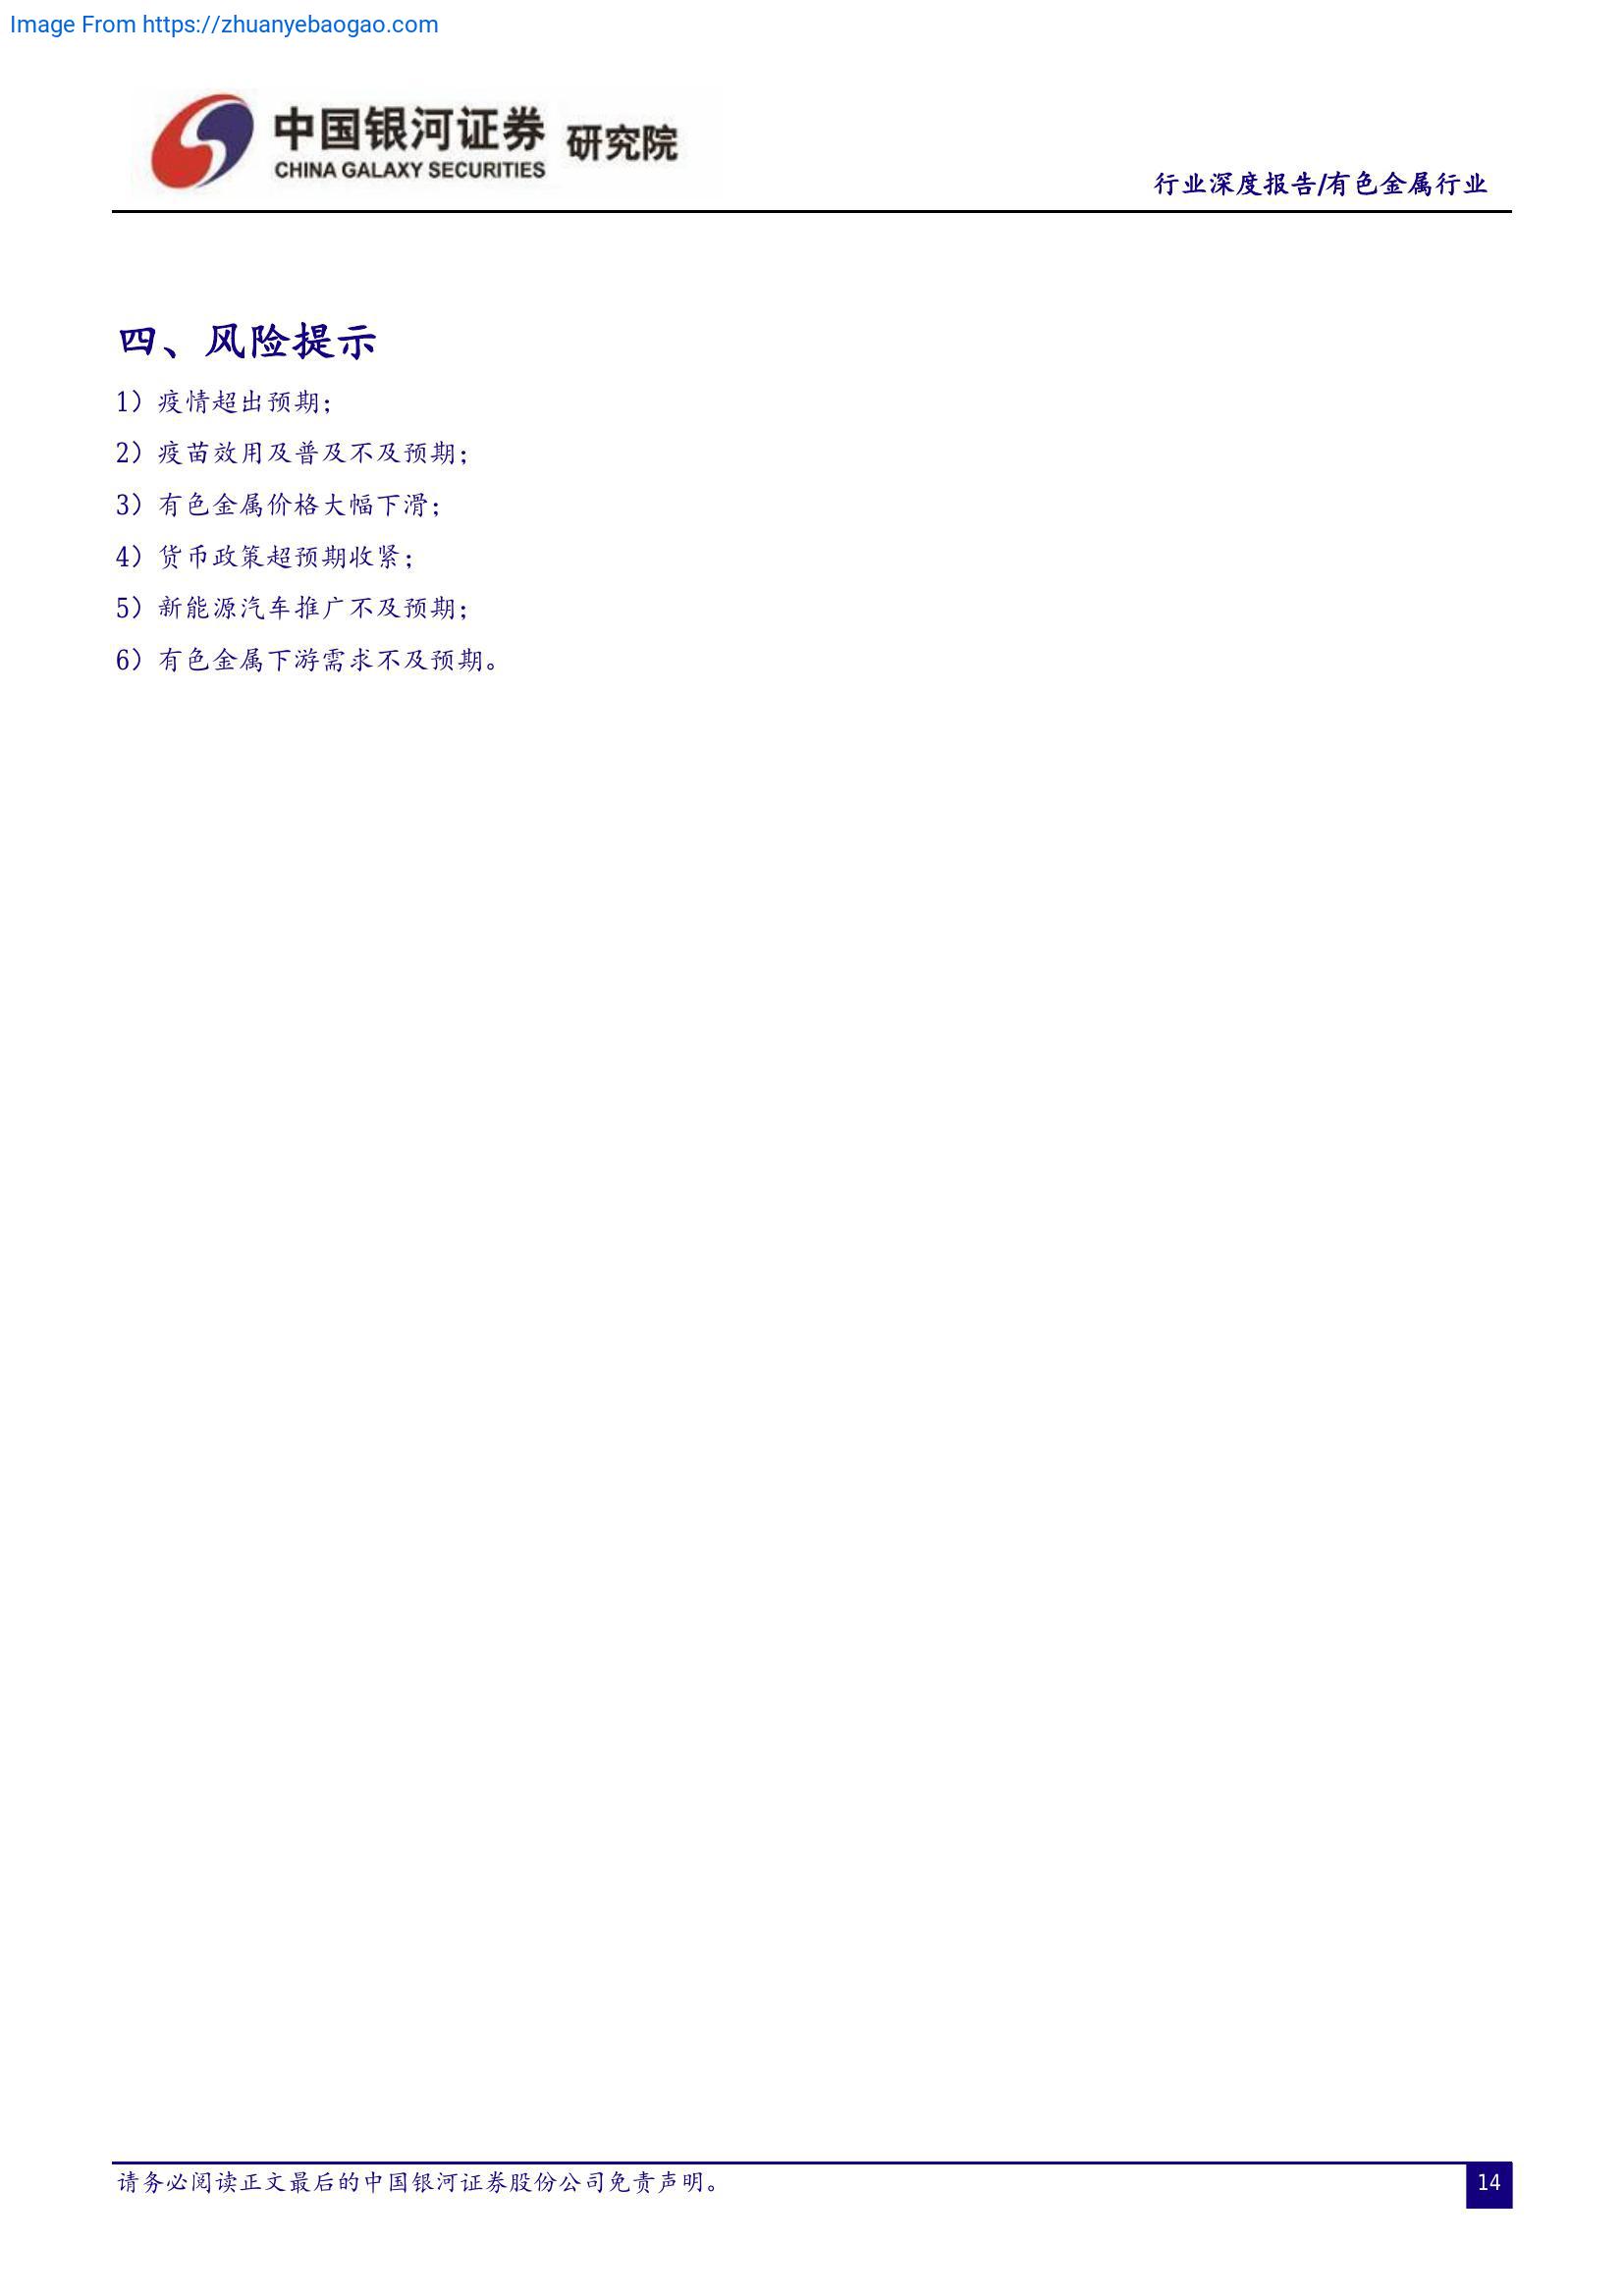 Image From https://zhuanyebaogao.com
中国银河证券 研究院
CHINA GALAXY SECURITIES
行业深度报告/有色金属行业
四、风险提示
1）疫情超出预期；
2）疫苗效用及普及不及预期；
3）有色金属价格大幅下滑；
4）货币政策超预期收紧；
5）新能源汽车推广不及预期；
6）有色金属下游需求不及预期。
请务必阅读正文最后的中国银河证券股份公司免责声明。
14